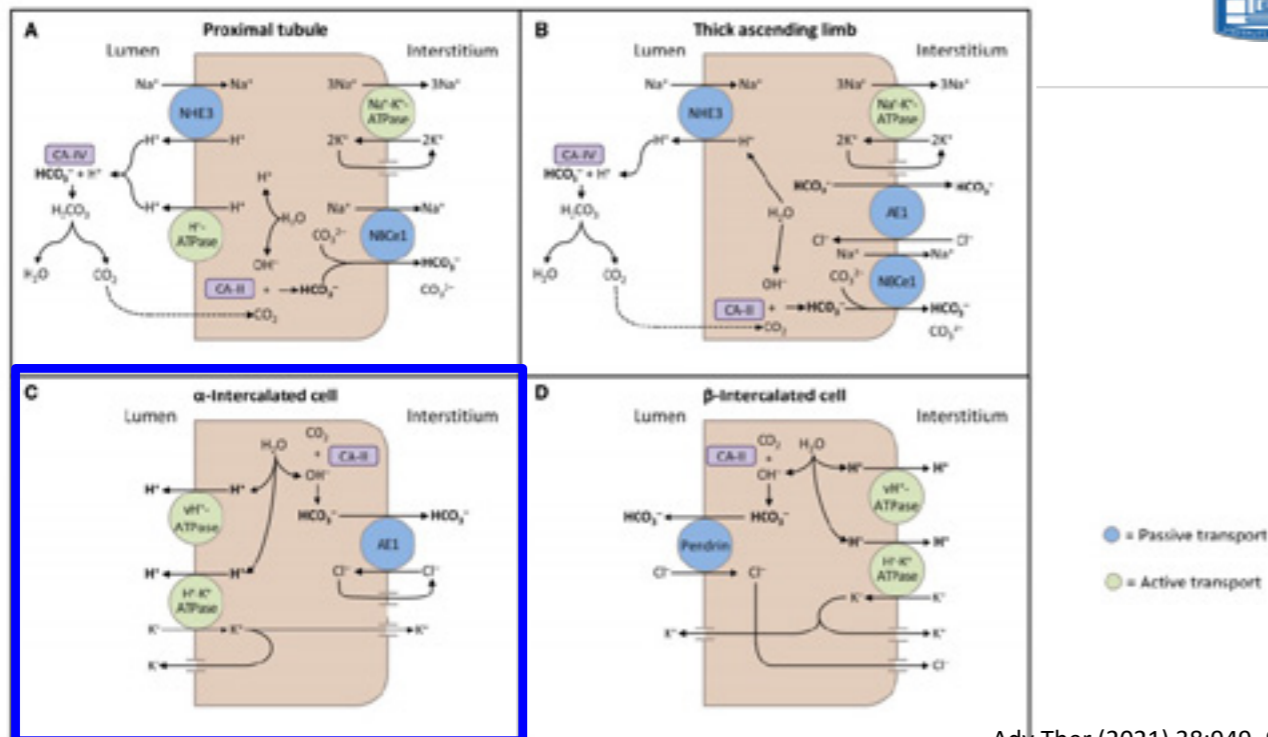 A
Proximal tubule
Lumen
Interstitium
Na⁺
Na⁺
3Na⁺
3Na⁺
NHE3
Na⁺-K⁺-
ATPase
H⁺
H⁺
2K⁺
2K⁺
CA-IV
HCO₃⁻ + H⁺
H⁺
H₂CO₃
H⁺
H⁺
H₂O
Na⁺
Na⁺
H⁺-
ATPase
CO₃²⁻
NBCe1
OH⁻
HCO₃⁻
H₂O
CO₂
CA-II
+
HCO₃⁻
CO₃²⁻
CO₂
B
Thick ascending limb
Lumen
Interstitium
Na⁺
Na⁺
3Na⁺
3Na⁺
NHE3
Na⁺-K⁺-
ATPase
H⁺
H⁺
2K⁺
2K⁺
CA-IV
HCO₃⁻ + H⁺
HCO₃⁻
HCO₃⁻
H₂CO₃
H₂O
AE1
Cl⁻
Cl⁻
Na⁺
Na⁺
H₂O
CO₂
OH⁻
CO₃²⁻
NBCe1
CA-II
+
HCO₃⁻
HCO₃⁻
CO₂
CO₃²⁻
C
α-Intercalated cell
Lumen
Interstitium
H₂O
CO₂
+
CA-II
OH⁻
H⁺
H⁺
vH⁺-
ATPase
HCO₃⁻
HCO₃⁻
AE1
H⁺
H⁺
Cl⁻
Cl⁻
H⁺-K⁺
ATPase
K⁺
K⁺
K⁺
K⁺
D
β-Intercalated cell
Lumen
Interstitium
CA-II
CO₂
+
OH⁻
H₂O
H⁺
H⁺
vH⁺-
ATPase
HCO₃⁻
HCO₃⁻
Pendrin
H⁺
H⁺
Cl⁻
Cl⁻
H⁺-K⁺
ATPase
K⁺
K⁺
K⁺
K⁺
Cl⁻
= Passive transport
= Active transport